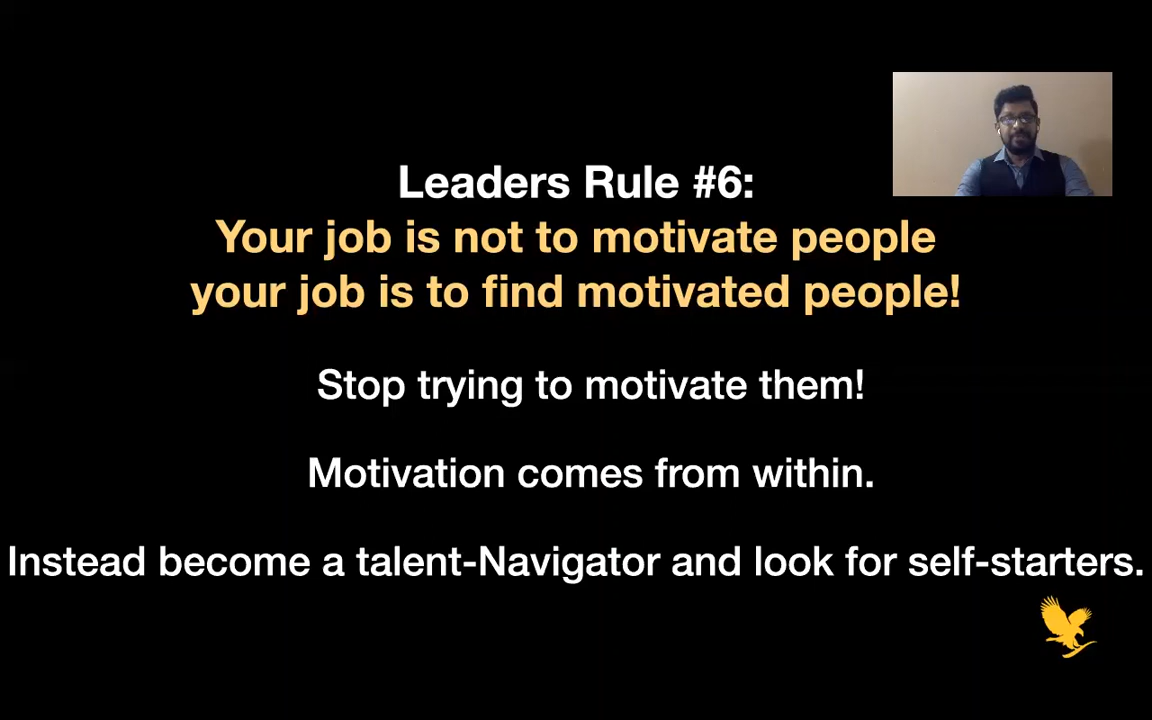 Leaders Rule #6:
Your job is not to motivate people
your job is to find motivated people!
Stop trying to motivate them!
Motivation comes from within.
Instead become a talent-Navigator and look for self-starters.